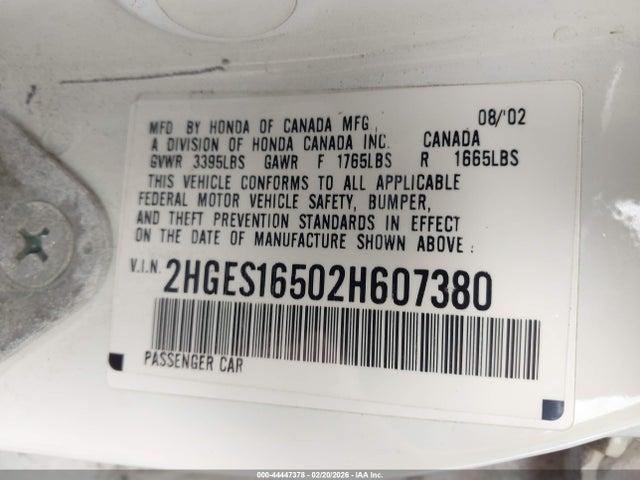 MFD BY HONDA OF CANADA MFG., 08/'02
A DIVISION OF HONDA CANADA INC. CANADA
GVWR 3395LBS GAWR F 1765LBS R 1665LBS
THIS VEHICLE CONFORMS TO ALL APPLICABLE
FEDERAL MOTOR VEHICLE SAFETY, BUMPER,
AND THEFT PREVENTION STANDARDS IN EFFECT
ON THE DATE OF MANUFACTURE SHOWN ABOVE.
V.I.N. 2HGES16502H607380
PASSENGER CAR
000-44447378 - 02/20/2026 - IAA Inc.